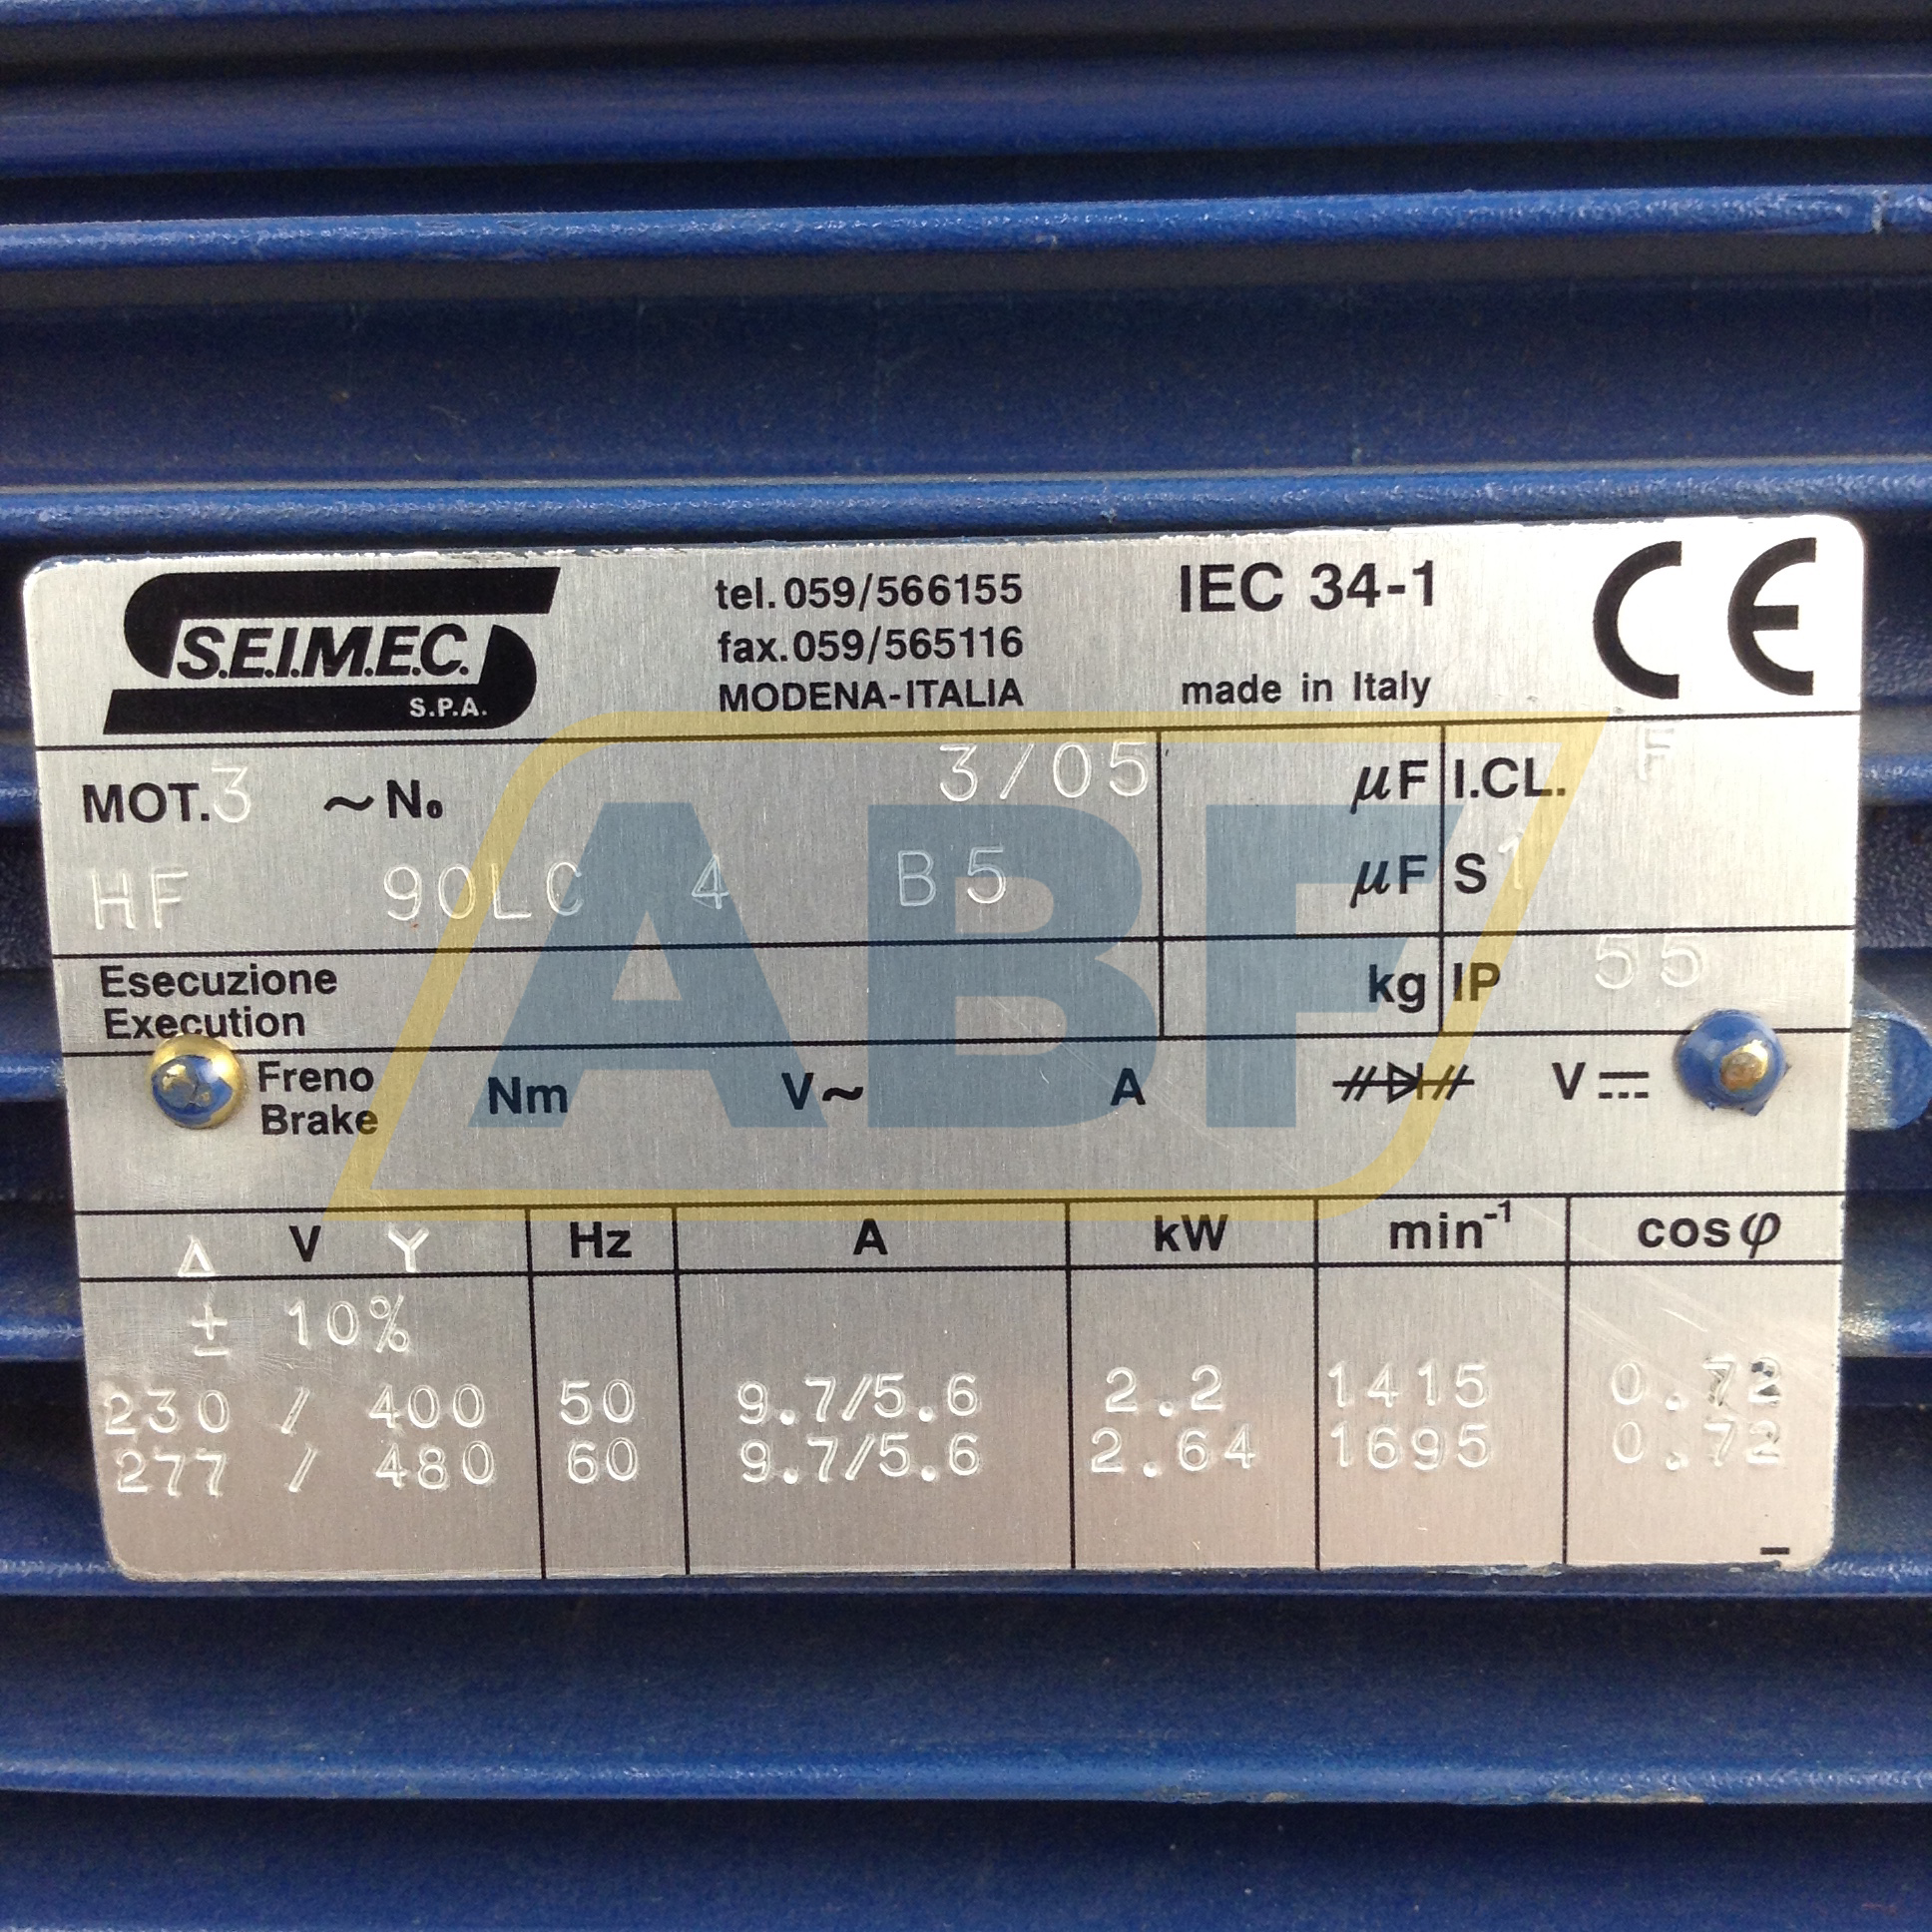 S.E.I.M.E.C.
S.P.A.
tel.059/566155
fax.059/565116
MODENA-ITALIA
IEC 34-1
made in Italy
CE
MOT.3 ~No 3/05 µF I.CL. F
HF 90LC 4 B5 µF S1
Esecuzione
Execution
kg IP 55
Freno
Brake
Nm V~ A V
ABF
Δ V Y Hz A kW min⁻¹ cosφ
± 10%
230 / 400 50 9.7/5.6 2.2 1415 0.72
277 / 480 60 9.7/5.6 2.64 1695 0.72